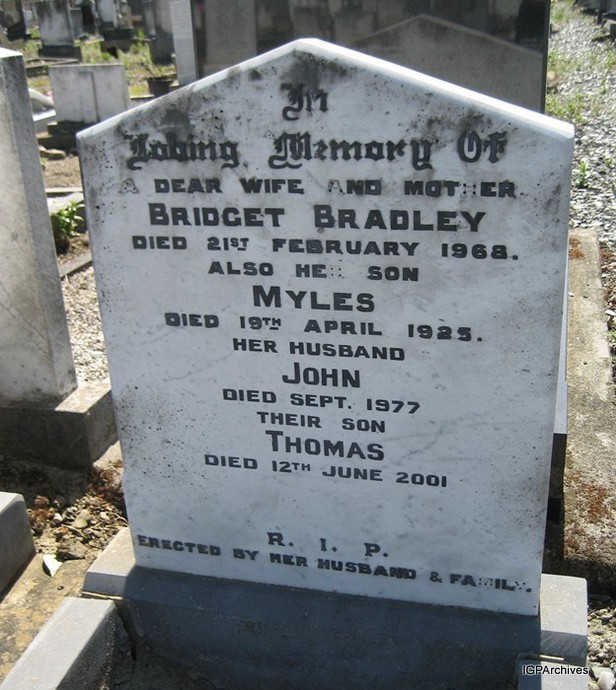 In
Loving Memory Of
A DEAR WIFE AND MOTHER
BRIDGET BRADLEY
DIED 21ST FEBRUARY 1968.
ALSO HER SON
MYLES
DIED 19TH APRIL 1925.
HER HUSBAND
JOHN
DIED SEPT. 1977
THEIR SON
THOMAS
DIED 12TH JUNE 2001
R. I. P.
ERECTED BY HER HUSBAND & FAMILY.
IGPArchives